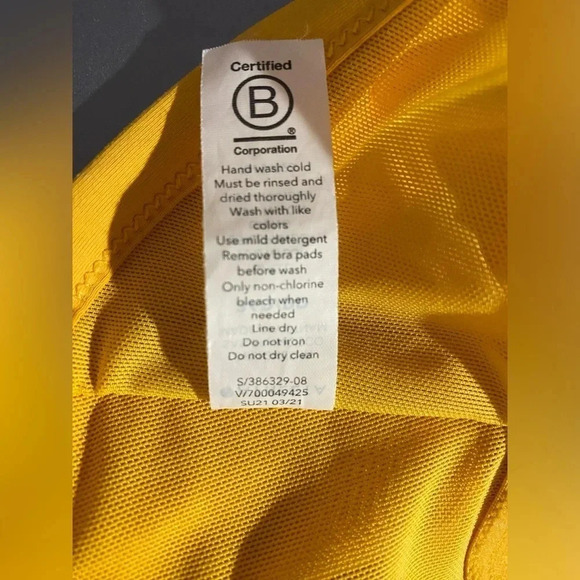 Certified
B
®
Corporation
Hand wash cold
Must be rinsed and
dried thoroughly
Wash with like
colors
Use mild detergent
Remove bra pads
before wash
Only non-chlorine
bleach when
needed
Line dry
Do not iron
Do not dry clean
S/386329-08
V/700049425
SU21 03/21